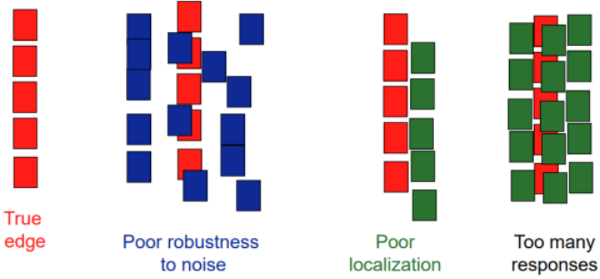 True
edge
Poor robustness
to noise
Poor
localization
Too many
responses